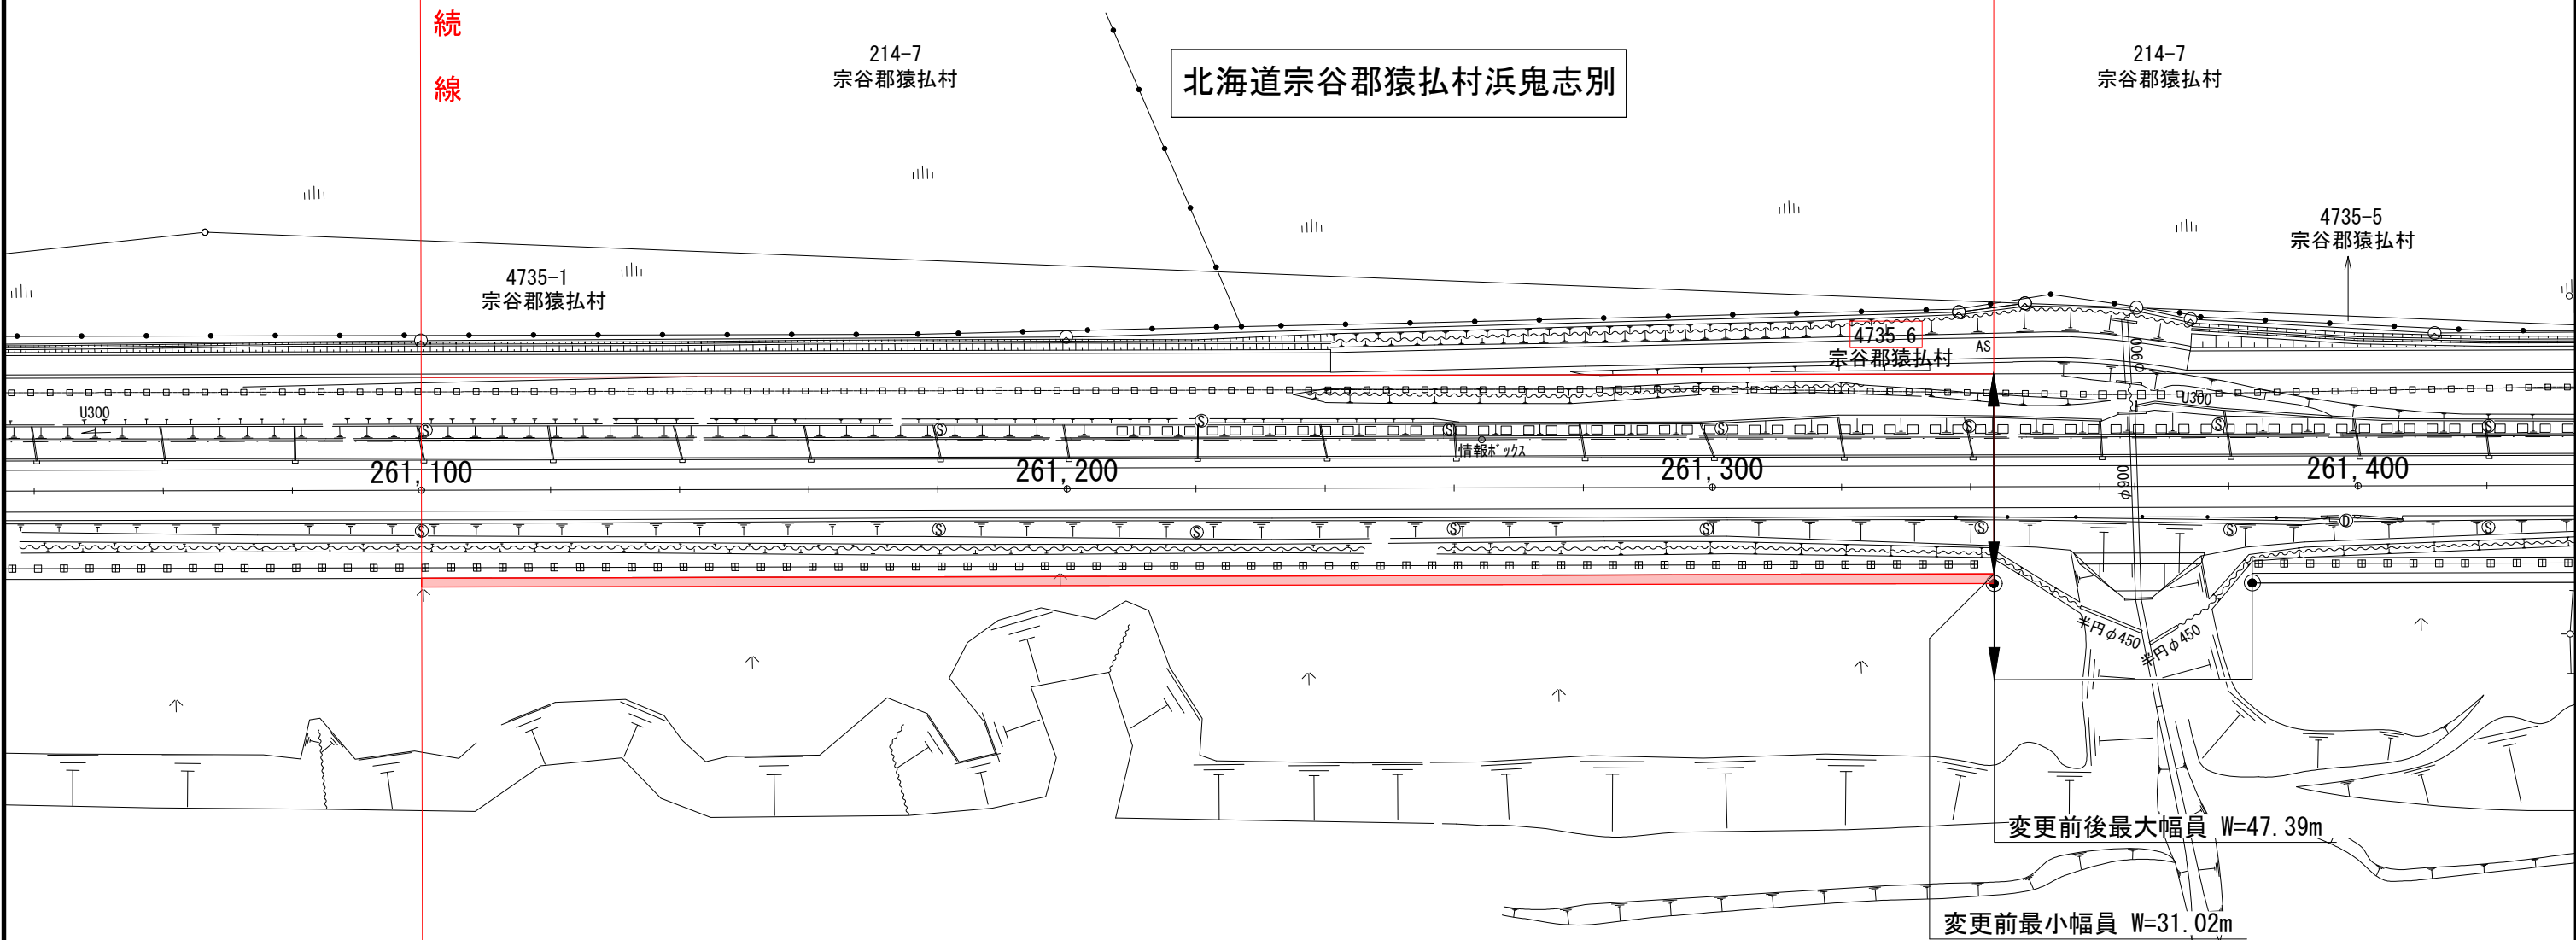 続
線
214-7
宗谷郡猿払村
北海道宗谷郡猿払村浜鬼志別
214-7
宗谷郡猿払村
4735-5
宗谷郡猿払村
4735-1
宗谷郡猿払村
4735-6
宗谷郡猿払村
AS
φ900
U300
U300
情報ﾎﾞｯｸｽ
261,100
261,200
261,300
261,400
φ900
Ⓢ Ⓢ Ⓢ Ⓢ Ⓢ Ⓢ Ⓢ Ⓢ
Ⓢ Ⓢ Ⓢ Ⓢ Ⓢ Ⓢ Ⓢ Ⓓ Ⓢ
半円φ450
半円φ450
変更前後最大幅員 W=47.39m
変更前最小幅員 W=31.02m